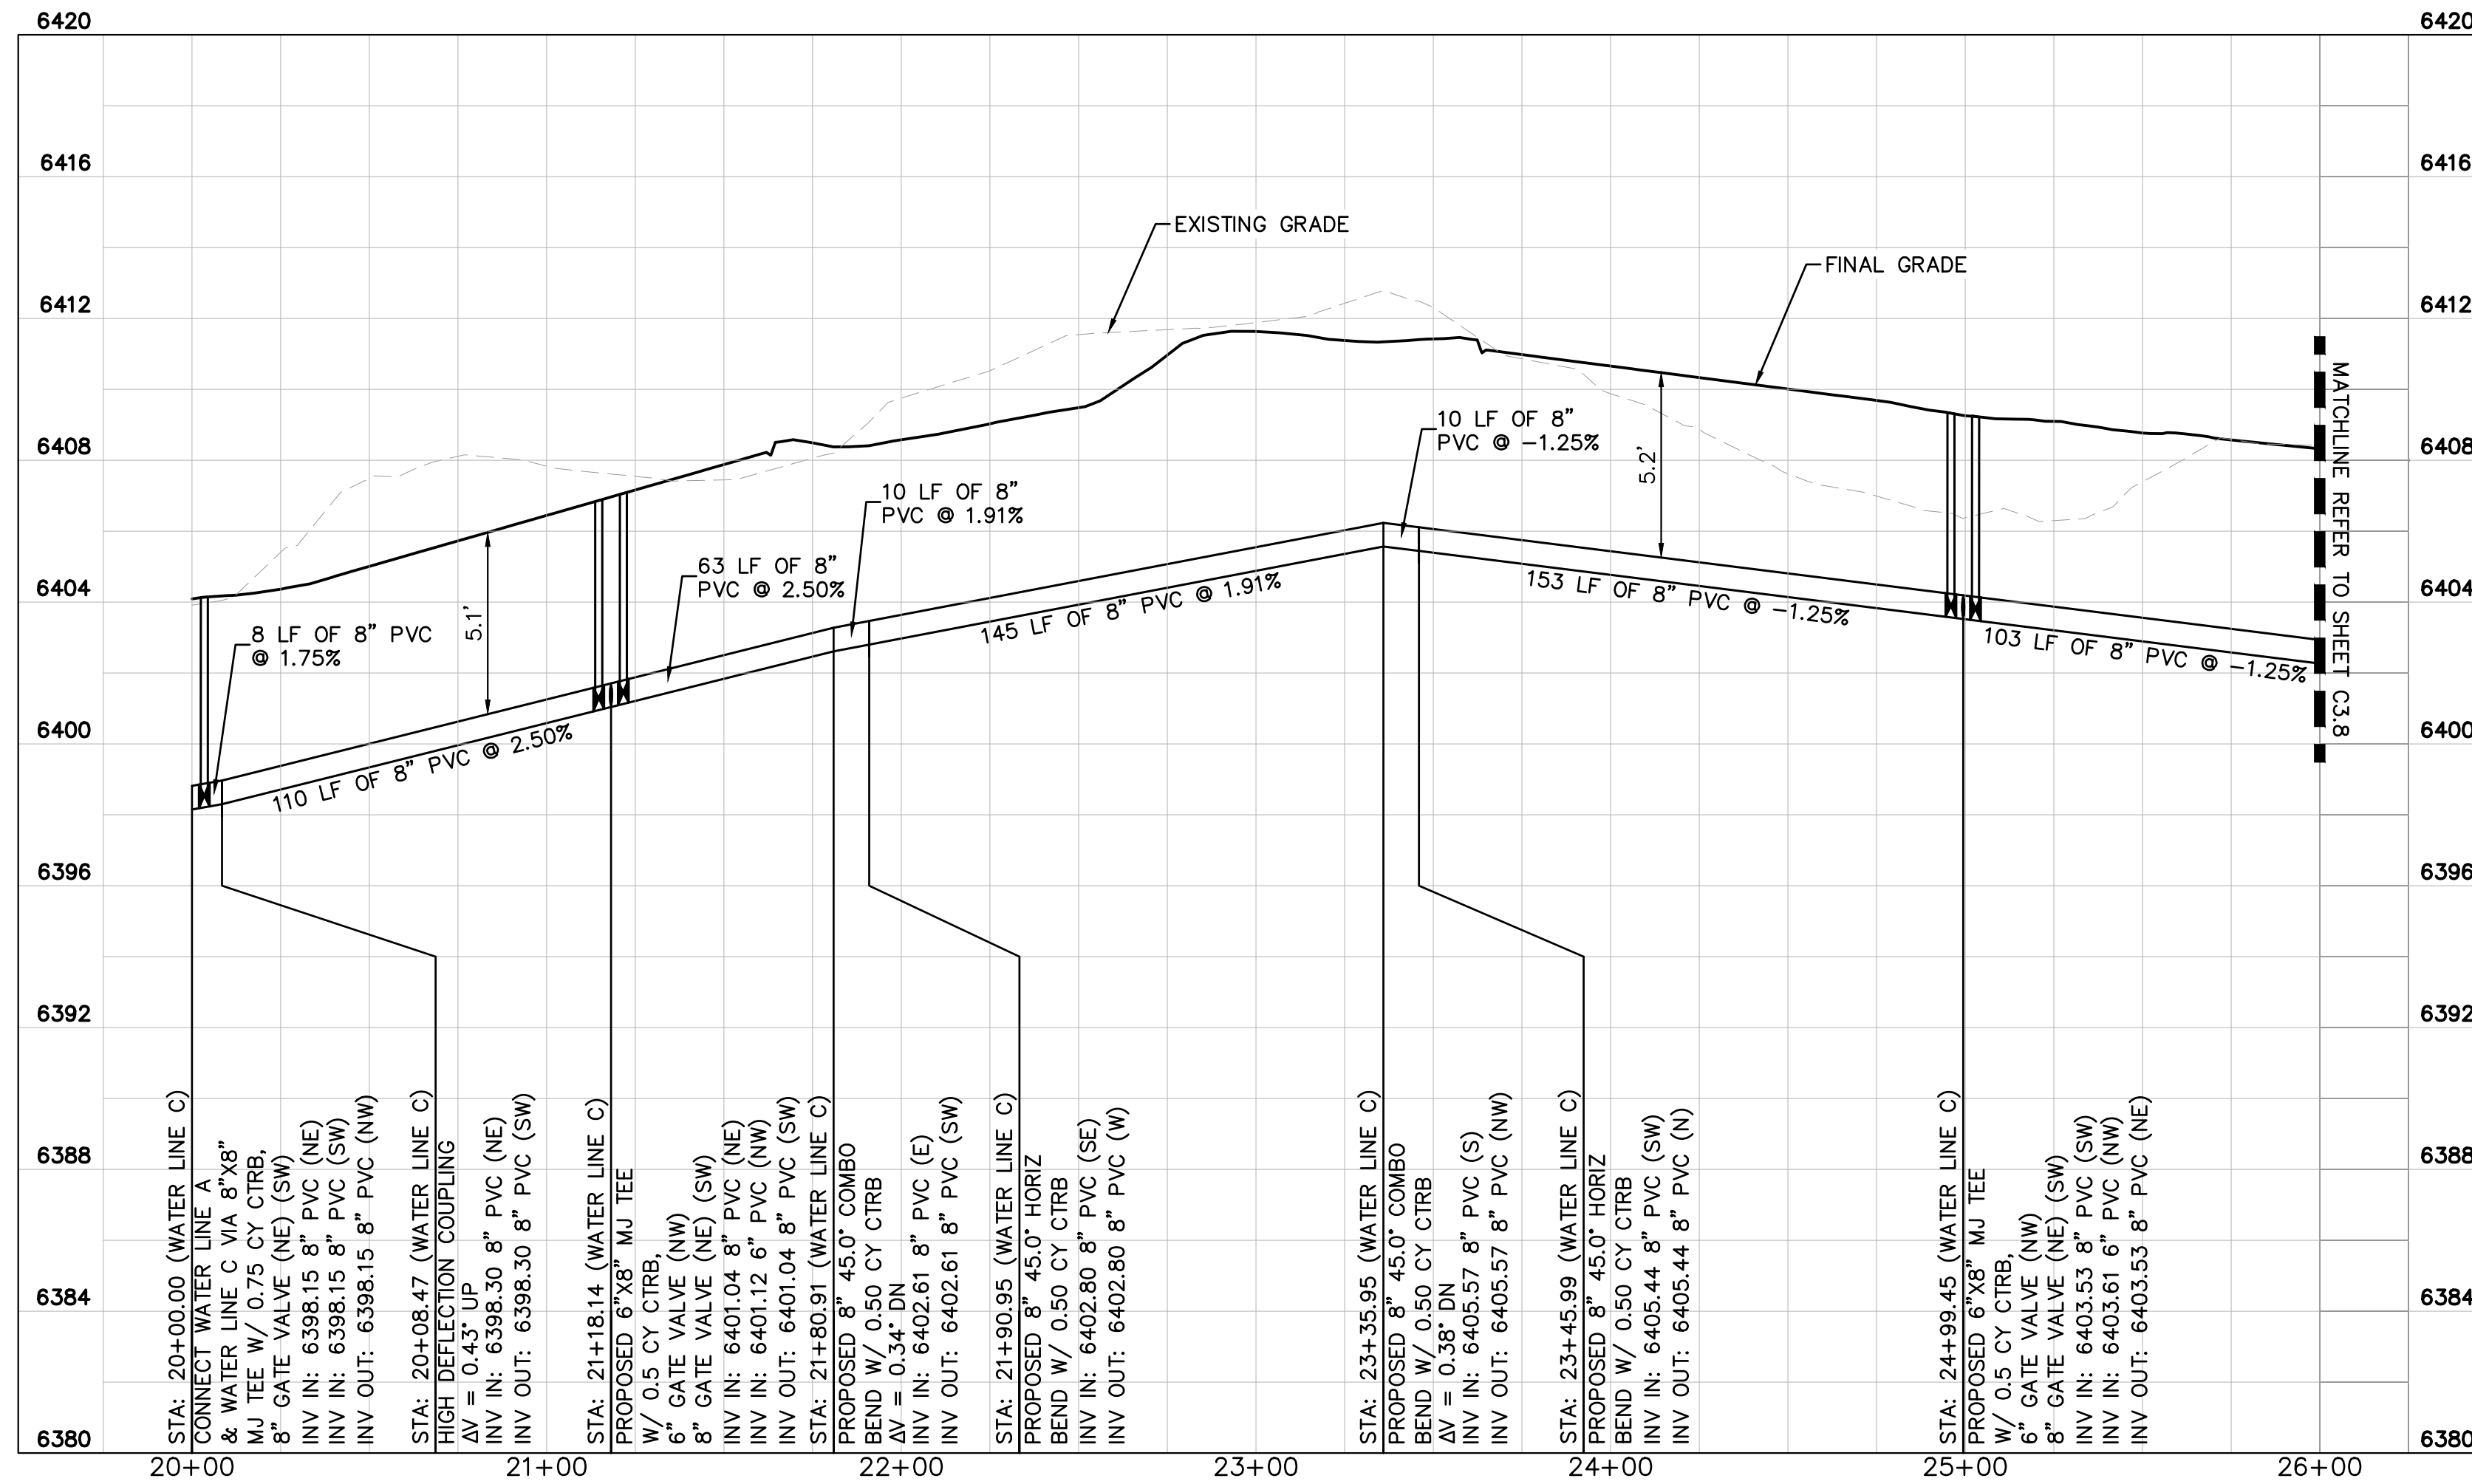 6420
6420
6416
6416
EXISTING GRADE
FINAL GRADE
6412
6412
10 LF OF 8"
PVC @ -1.25%
6408
6408
5.2'
10 LF OF 8"
PVC @ 1.91%
63 LF OF 8"
PVC @ 2.50%
6404
6404
5.1'
8 LF OF 8" PVC
@ 1.75%
145 LF OF 8" PVC @ 1.91%
153 LF OF 8" PVC @ -1.25%
103 LF OF 8" PVC @ -1.25%
110 LF OF 8" PVC @ 2.50%
MATCHLINE REFER TO SHEET C3.8
6400
6400
6396
6396
6392
6392
6388
6388
6384
6384
6380
6380
STA: 20+00.00 (WATER LINE C)
CONNECT WATER LINE A
& WATER LINE C VIA 8"X8"
MJ TEE W/ 0.75 CY CTRB,
8" GATE VALVE (NE) (SW)
INV IN: 6398.15 8" PVC (NE)
INV IN: 6398.15 8" PVC (SW)
INV OUT: 6398.15 8" PVC (NW)
STA: 20+08.47 (WATER LINE C)
HIGH DEFLECTION COUPLING
ΔV = 0.43° UP
INV IN: 6398.30 8" PVC (NE)
INV OUT: 6398.30 8" PVC (SW)
STA: 21+18.14 (WATER LINE C)
PROPOSED 6"X8" MJ TEE
W/ 0.5 CY CTRB,
6" GATE VALVE (NW)
8" GATE VALVE (NE) (SW)
INV IN: 6401.04 8" PVC (NE)
INV IN: 6401.12 6" PVC (NW)
INV OUT: 6401.04 8" PVC (SW)
STA: 21+80.91 (WATER LINE C)
PROPOSED 8" 45.0° COMBO
BEND W/ 0.50 CY CTRB
ΔV = 0.34° DN
INV IN: 6402.61 8" PVC (E)
INV OUT: 6402.61 8" PVC (SW)
STA: 21+90.95 (WATER LINE C)
PROPOSED 8" 45.0° HORIZ
BEND W/ 0.50 CY CTRB
INV IN: 6402.80 8" PVC (SE)
INV OUT: 6402.80 8" PVC (W)
STA: 23+35.95 (WATER LINE C)
PROPOSED 8" 45.0° COMBO
BEND W/ 0.50 CY CTRB
ΔV = 0.38° DN
INV IN: 6405.57 8" PVC (S)
INV OUT: 6405.57 8" PVC (NW)
STA: 23+45.99 (WATER LINE C)
PROPOSED 8" 45.0° HORIZ
BEND W/ 0.50 CY CTRB
INV IN: 6405.44 8" PVC (SW)
INV OUT: 6405.44 8" PVC (N)
STA: 24+99.45 (WATER LINE C)
PROPOSED 6"X8" MJ TEE
W/ 0.5 CY CTRB,
6" GATE VALVE (NW)
8" GATE VALVE (NE) (SW)
INV IN: 6403.53 8" PVC (SW)
INV IN: 6403.61 6" PVC (NW)
INV OUT: 6403.53 8" PVC (NE)
20+00
21+00
22+00
23+00
24+00
25+00
26+00